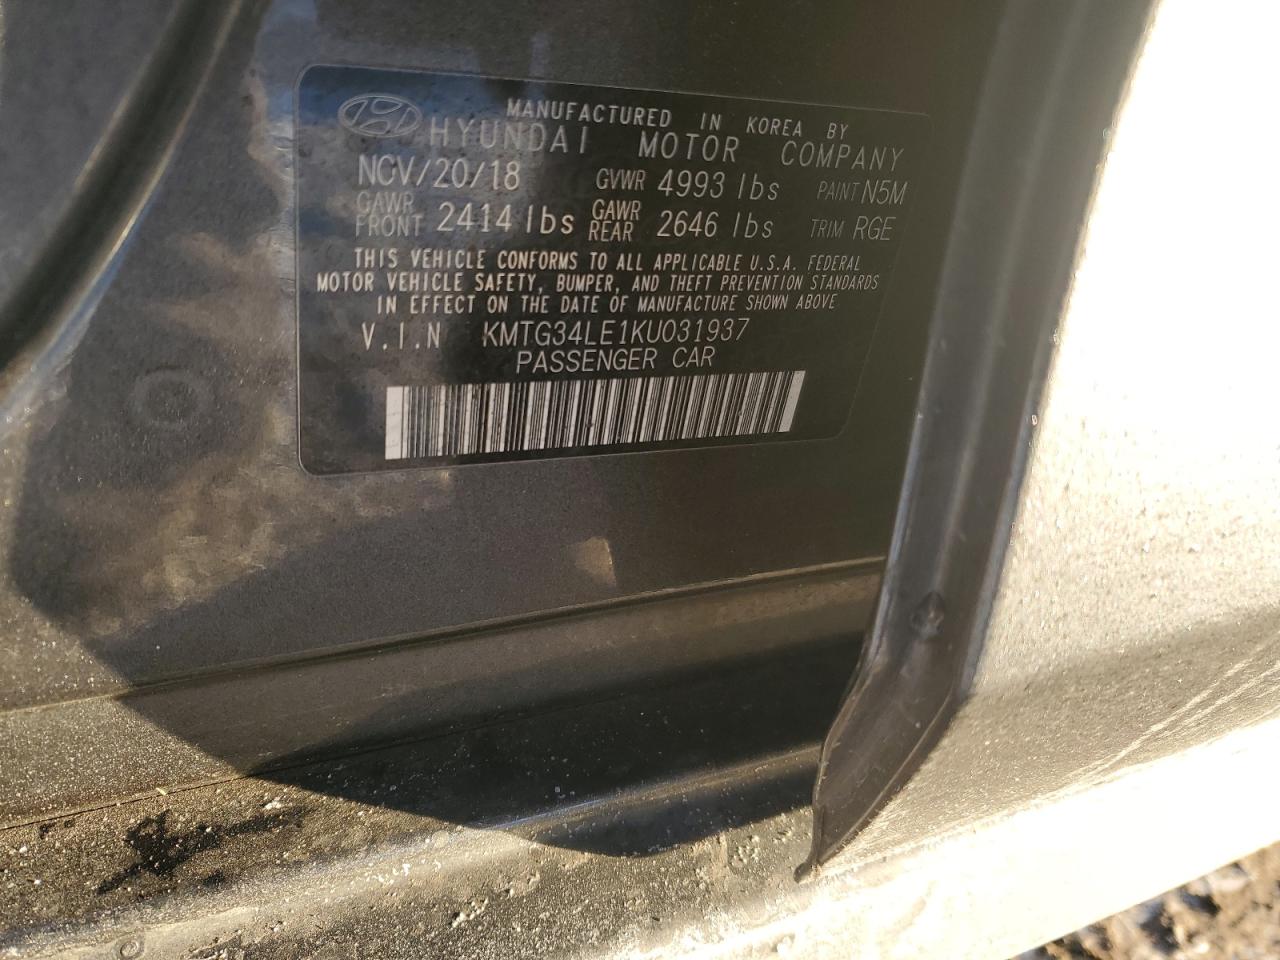 MANUFACTURED IN KOREA BY
HYUNDAI MOTOR COMPANY
NOV/20/18 GVWR 4993 lbs PAINT N5M
GAWR FRONT 2414 lbs GAWR REAR 2646 lbs TRIM RGE
THIS VEHICLE CONFORMS TO ALL APPLICABLE U.S.A. FEDERAL
MOTOR VEHICLE SAFETY, BUMPER, AND THEFT PREVENTION STANDARDS
IN EFFECT ON THE DATE OF MANUFACTURE SHOWN ABOVE
V.I.N KMTG34LE1KU031937
PASSENGER CAR